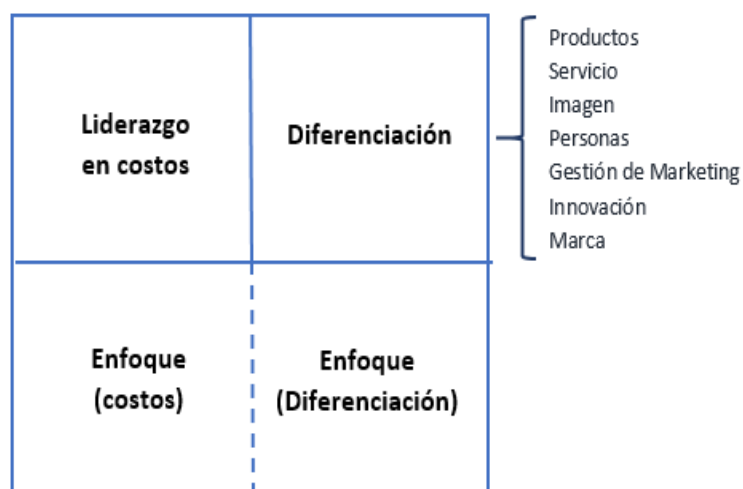 Liderazgo
en costos
Diferenciación
Productos
Servicio
Imagen
Personas
Gestión de Marketing
Innovación
Marca
Enfoque
(costos)
Enfoque
(Diferenciación)